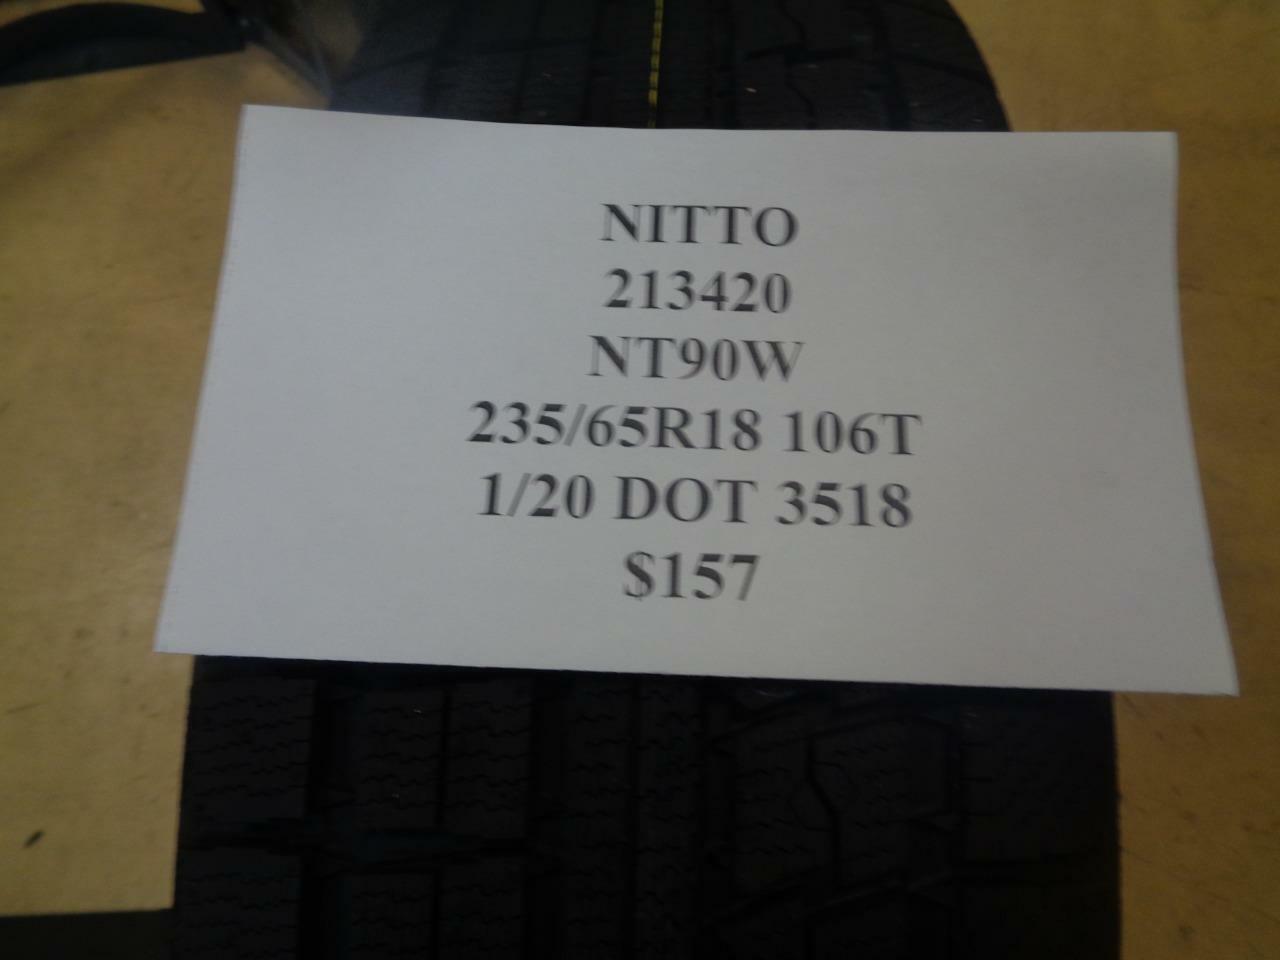 NITTO
213420
NT90W
235/65R18 106T
1/20 DOT 3518
$157